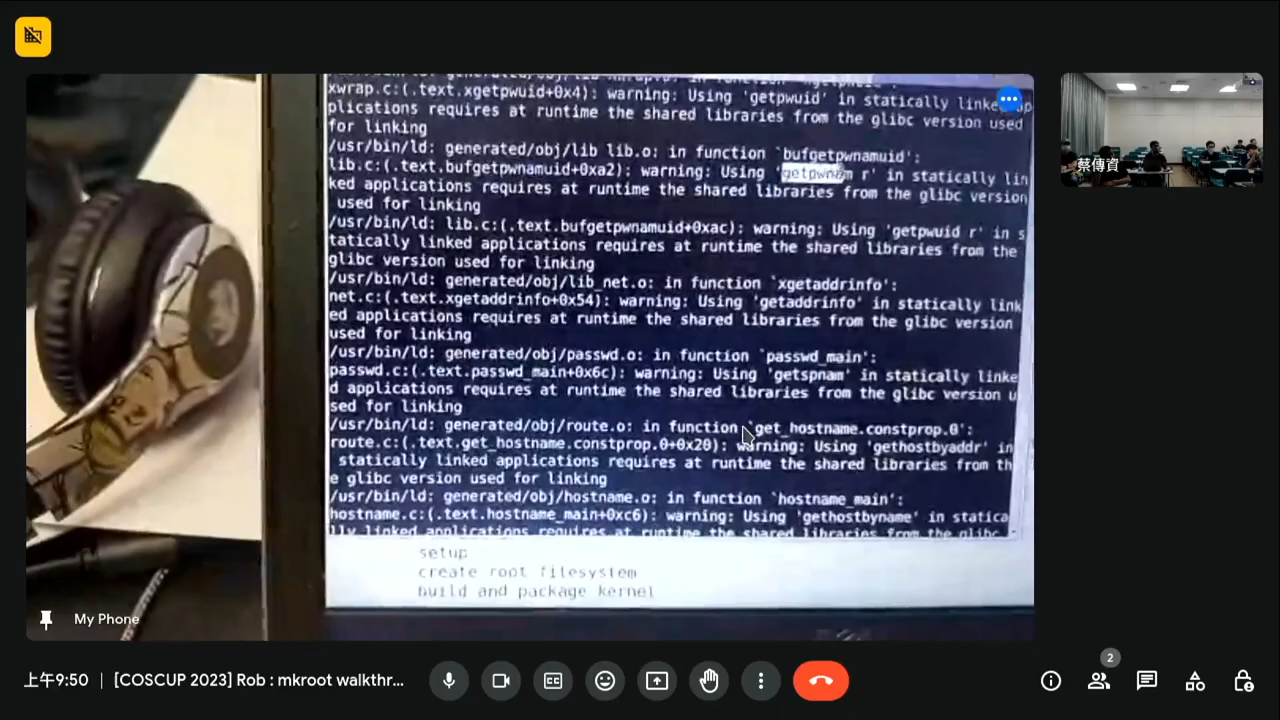 xwrap.c:(.text.xgetpwuid+0x4): warning: Using 'getpwuid' in statically linke
plications requires at runtime the shared libraries from the glibc version used
for linking
/usr/bin/ld: generated/obj/lib lib.o: in function `bufgetpwnamuid':
lib.c:(.text.bufgetpwnamuid+0xa2): warning: Using 'getpwnam r' in statically lin
ked applications requires at runtime the shared libraries from the glibc version
used for linking
/usr/bin/ld: lib.c:(.text.bufgetpwnamuid+0xac): warning: Using 'getpwuid r' in s
tatically linked applications requires at runtime the shared libraries from the
glibc version used for linking
/usr/bin/ld: generated/obj/lib_net.o: in function `xgetaddrinfo':
net.c:(.text.xgetaddrinfo+0x54): warning: Using 'getaddrinfo' in statically link
ed applications requires at runtime the shared libraries from the glibc version
used for linking
/usr/bin/ld: generated/obj/passwd.o: in function `passwd_main':
passwd.c:(.text.passwd_main+0x6c): warning: Using 'getspnam' in statically linke
d applications requires at runtime the shared libraries from the glibc version u
sed for linking
/usr/bin/ld: generated/obj/route.o: in function `get_hostname.constprop.0':
route.c:(.text.get_hostname.constprop.0+0x20): warning: Using 'gethostbyaddr' in
statically linked applications requires at runtime the shared libraries from th
e glibc version used for linking
/usr/bin/ld: generated/obj/hostname.o: in function `hostname_main':
hostname.c:(.text.hostname_main+0xc6): warning: Using 'gethostbyname' in statica
lly linked applications requires at runtime the shared libraries from the glibc
setup
create root filesystem
build and package kernel
My Phone
蔡傳資
上午9:50 | [COSCUP 2023] Rob : mkroot walkthr...
2